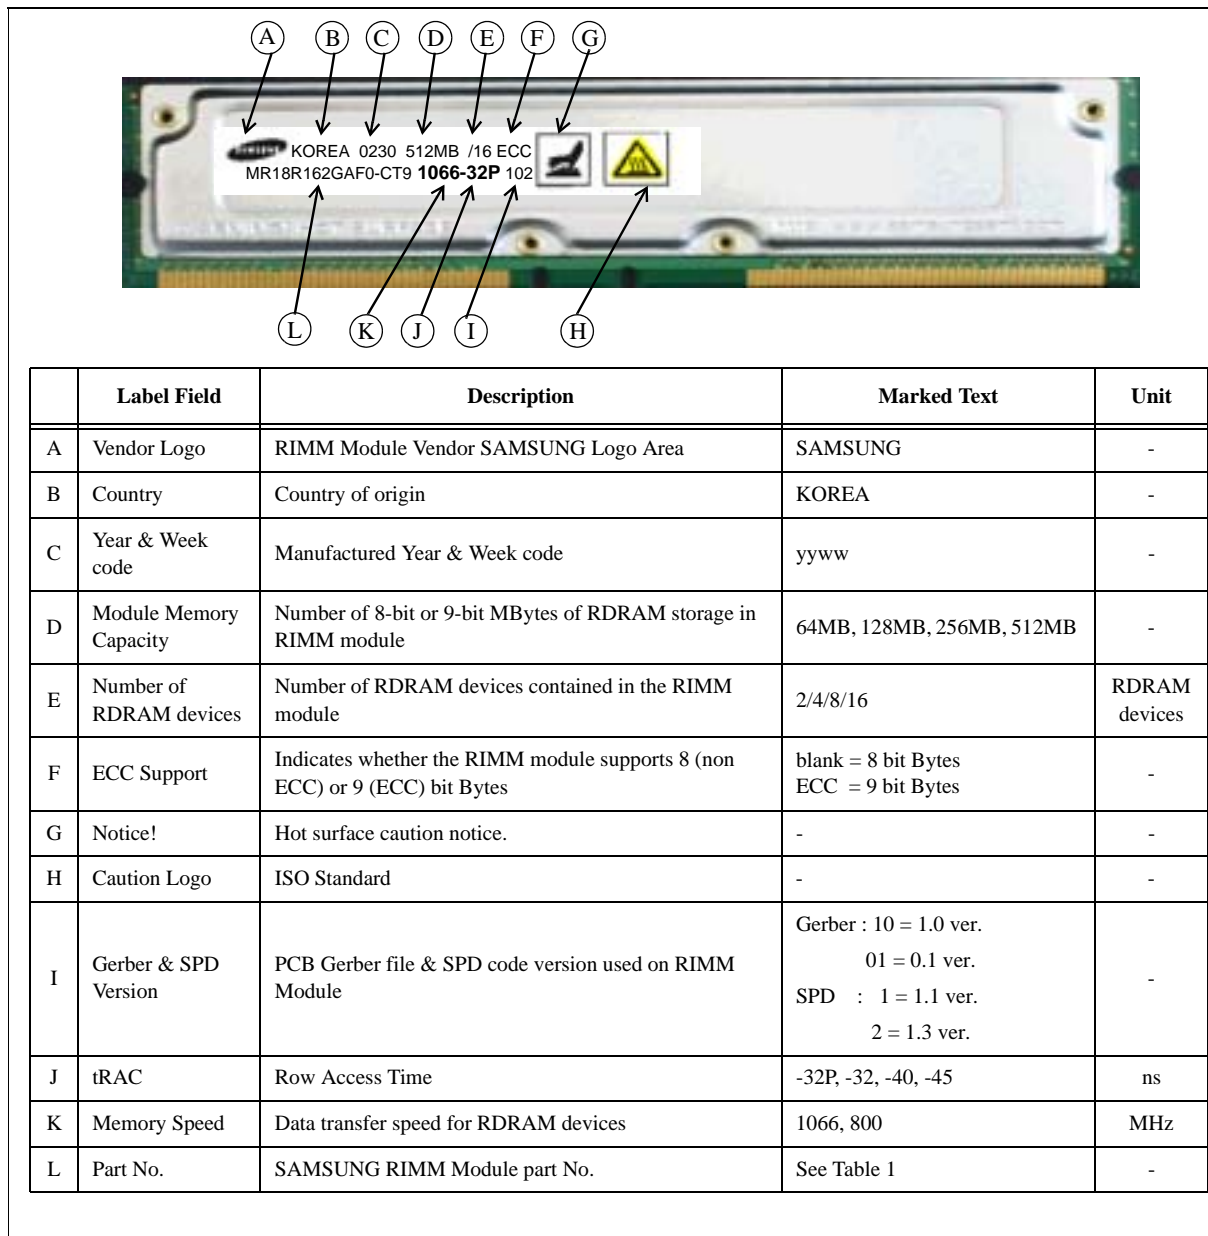 A B C D E F G
SAMSUNG KOREA 0230 512MB /16 ECC
MR18R162GAF0-CT9 1066-32P 102
L K J I H
Label Field Description Marked Text Unit
A Vendor Logo RIMM Module Vendor SAMSUNG Logo Area SAMSUNG -
B Country Country of origin KOREA -
C Year & Week code Manufactured Year & Week code yyww -
D Module Memory Capacity Number of 8-bit or 9-bit MBytes of RDRAM storage in RIMM module 64MB, 128MB, 256MB, 512MB -
E Number of RDRAM devices Number of RDRAM devices contained in the RIMM module 2/4/8/16 RDRAM devices
F ECC Support Indicates whether the RIMM module supports 8 (non ECC) or 9 (ECC) bit Bytes blank = 8 bit Bytes ECC = 9 bit Bytes -
G Notice! Hot surface caution notice. - -
H Caution Logo ISO Standard - -
I Gerber & SPD Version PCB Gerber file & SPD code version used on RIMM Module Gerber : 10 = 1.0 ver. 01 = 0.1 ver. SPD : 1 = 1.1 ver. 2 = 1.3 ver. -
J tRAC Row Access Time -32P, -32, -40, -45 ns
K Memory Speed Data transfer speed for RDRAM devices 1066, 800 MHz
L Part No. SAMSUNG RIMM Module part No. See Table 1 -